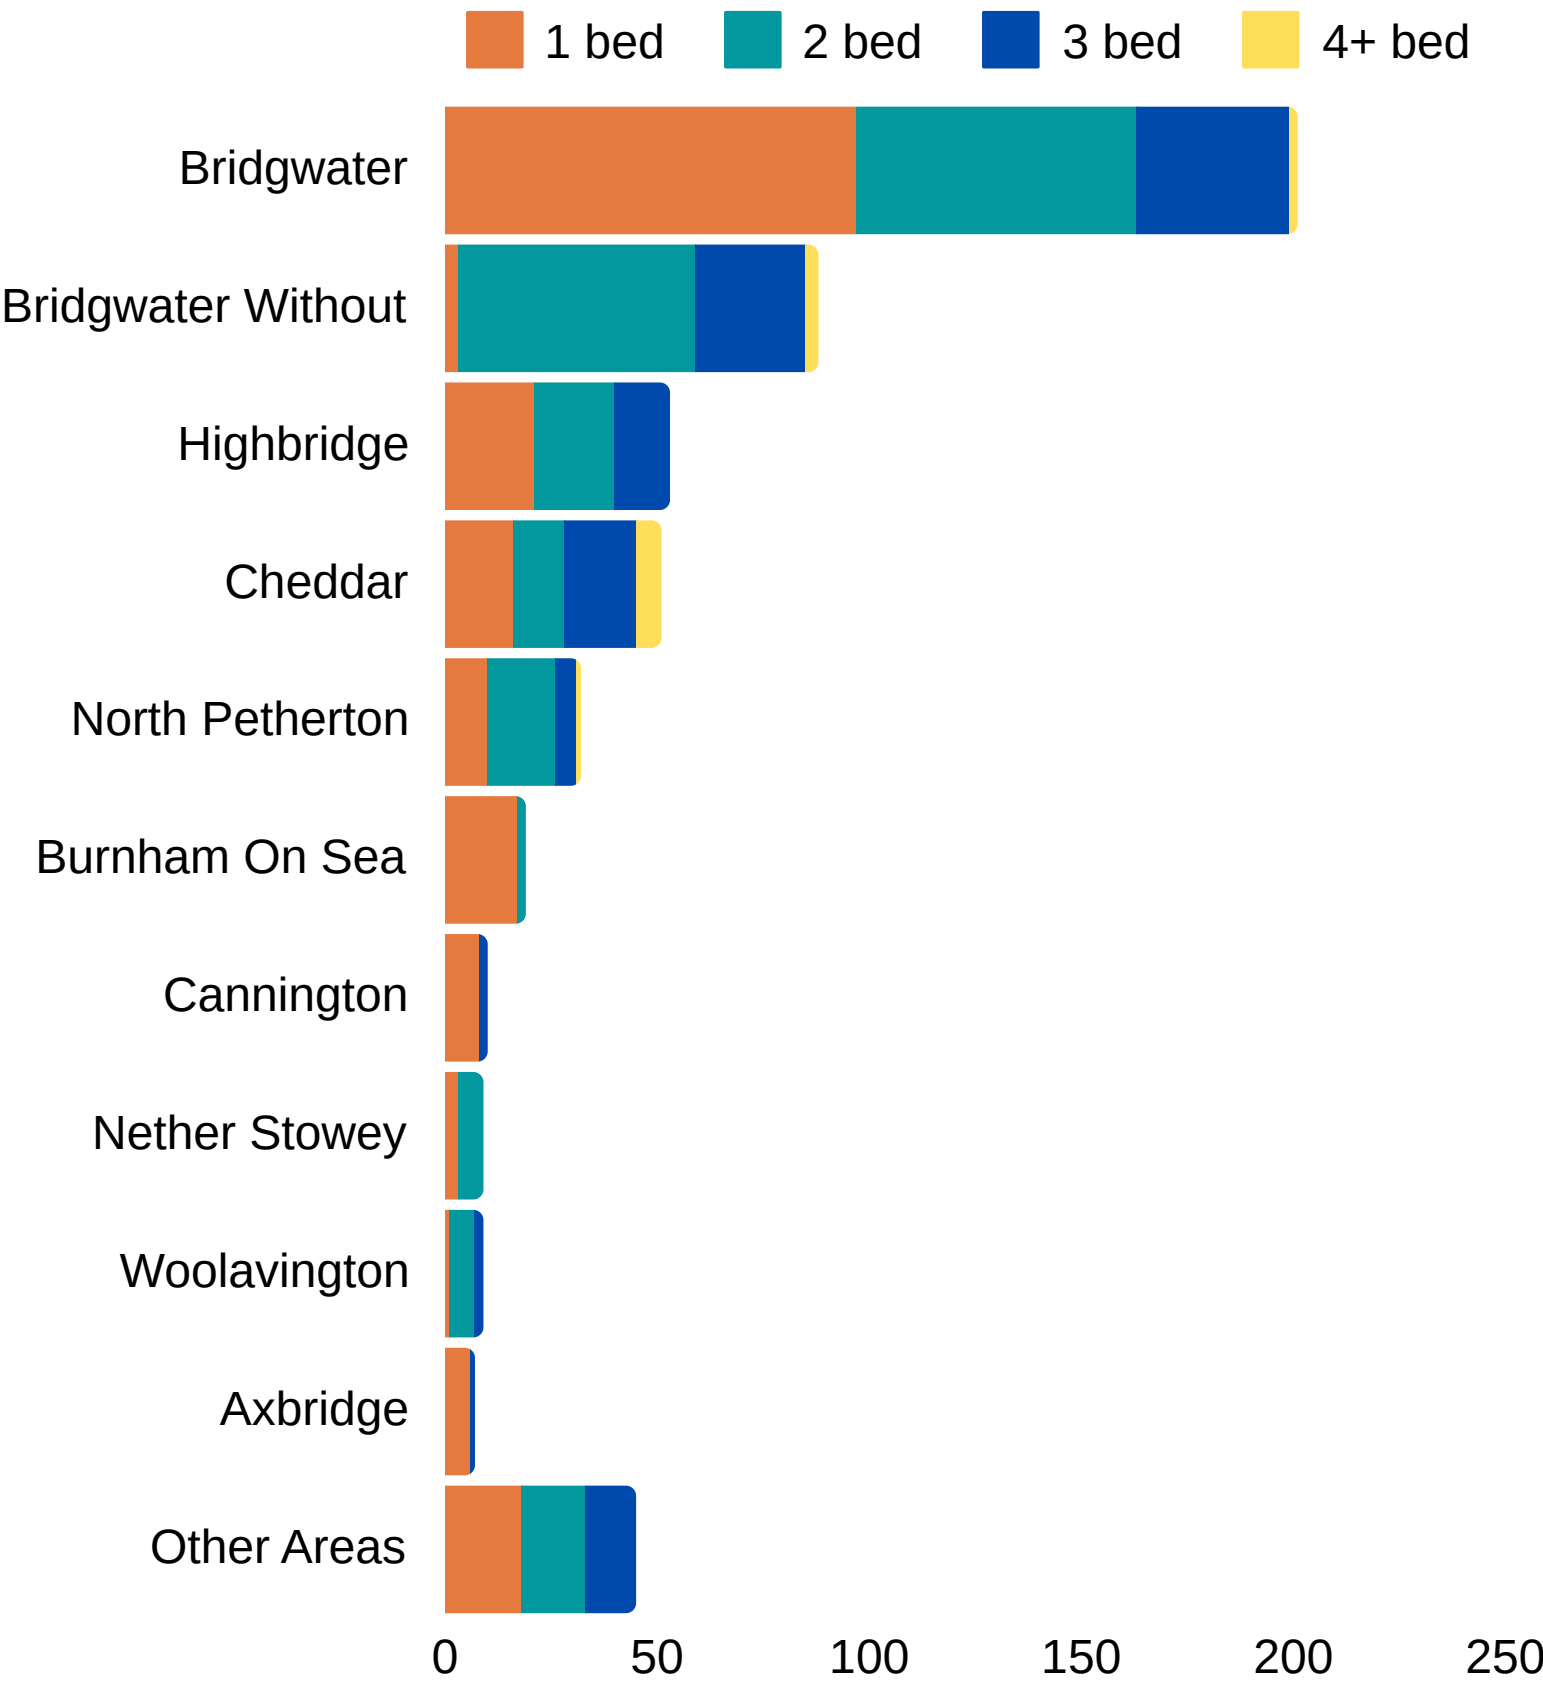 1 bed 2 bed 3 bed 4+ bed
Bridgwater
Bridgwater Without
Highbridge
Cheddar
North Petherton
Burnham On Sea
Cannington
Nether Stowey
Woolavington
Axbridge
Other Areas
0 50 100 150 200 250